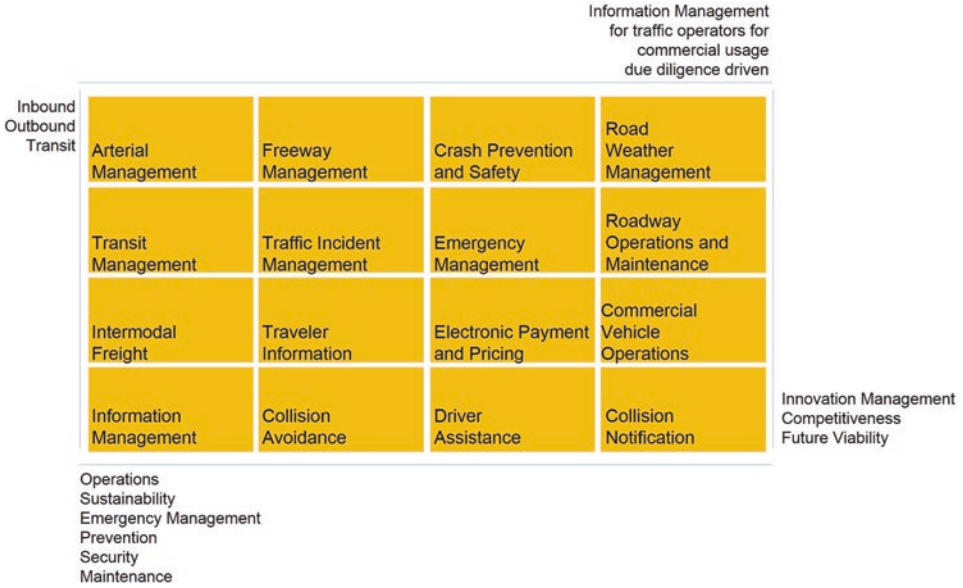 Information Management
for traffic operators for
commercial usage
due diligence driven
Inbound
Outbound
Transit
Arterial
Management
Freeway
Management
Crash Prevention
and Safety
Road
Weather
Management
Transit
Management
Traffic Incident
Management
Emergency
Management
Roadway
Operations and
Maintenance
Intermodal
Freight
Traveler
Information
Electronic Payment
and Pricing
Commercial
Vehicle
Operations
Information
Management
Collision
Avoidance
Driver
Assistance
Collision
Notification
Innovation Management
Competitiveness
Future Viability
Operations
Sustainability
Emergency Management
Prevention
Security
Maintenance